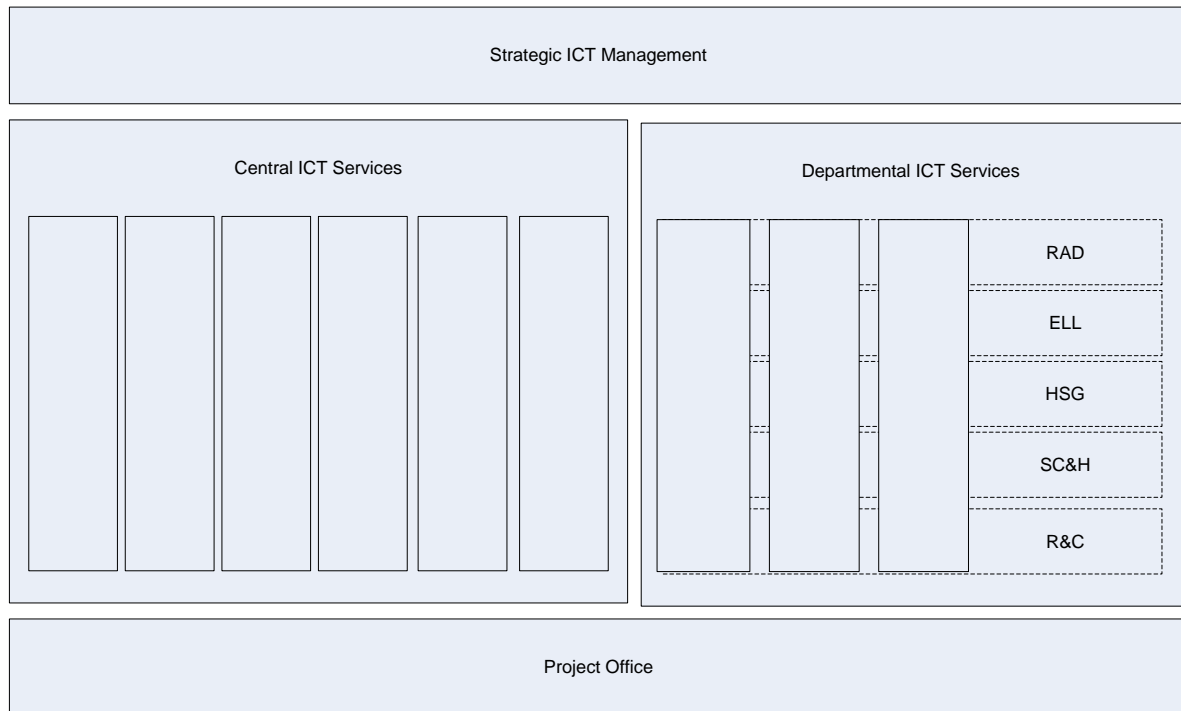 Strategic ICT Management
Central ICT Services
Departmental ICT Services
RAD
ELL
HSG
SC&H
R&C
Project Office